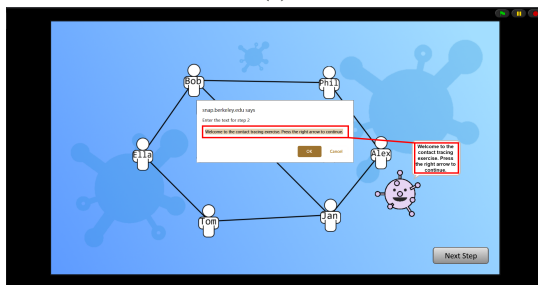 Bob
Phil
snap.berkeley.edu says
Enter the text for step 2
Welcome to the contact tracing exercise. Press the right arrow to continue.
OK
Cancel
Ella
Alex
Welcome to the
contact tracing
exercise. Press
the right arrow to
continue.
Tom
Jan
Next Step